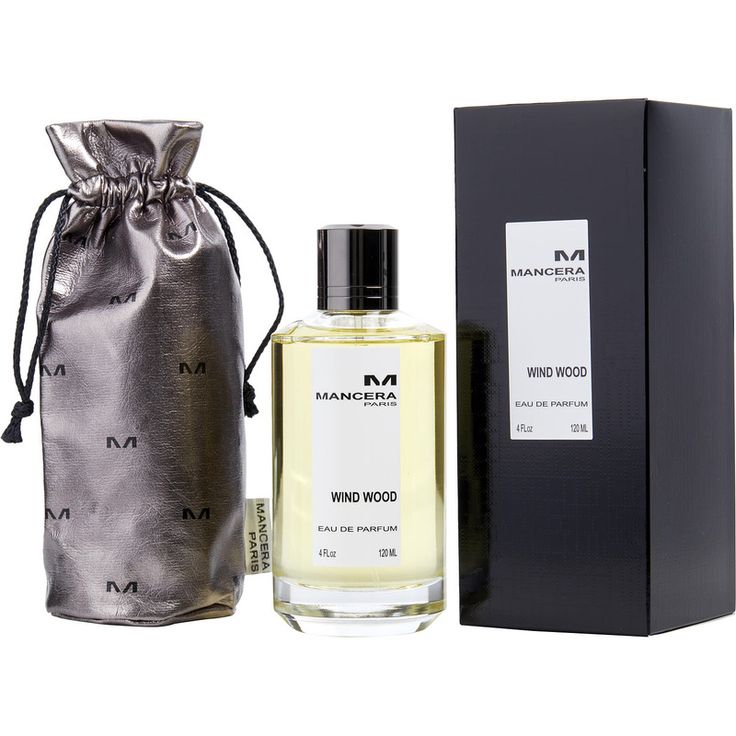 MANCERA
PARIS
M
MANCERA
PARIS
WIND WOOD
EAU DE PARFUM
4 FLoz 120 ML
M
MANCERA
PARIS
WIND WOOD
EAU DE PARFUM
4 FLoz 120 ML